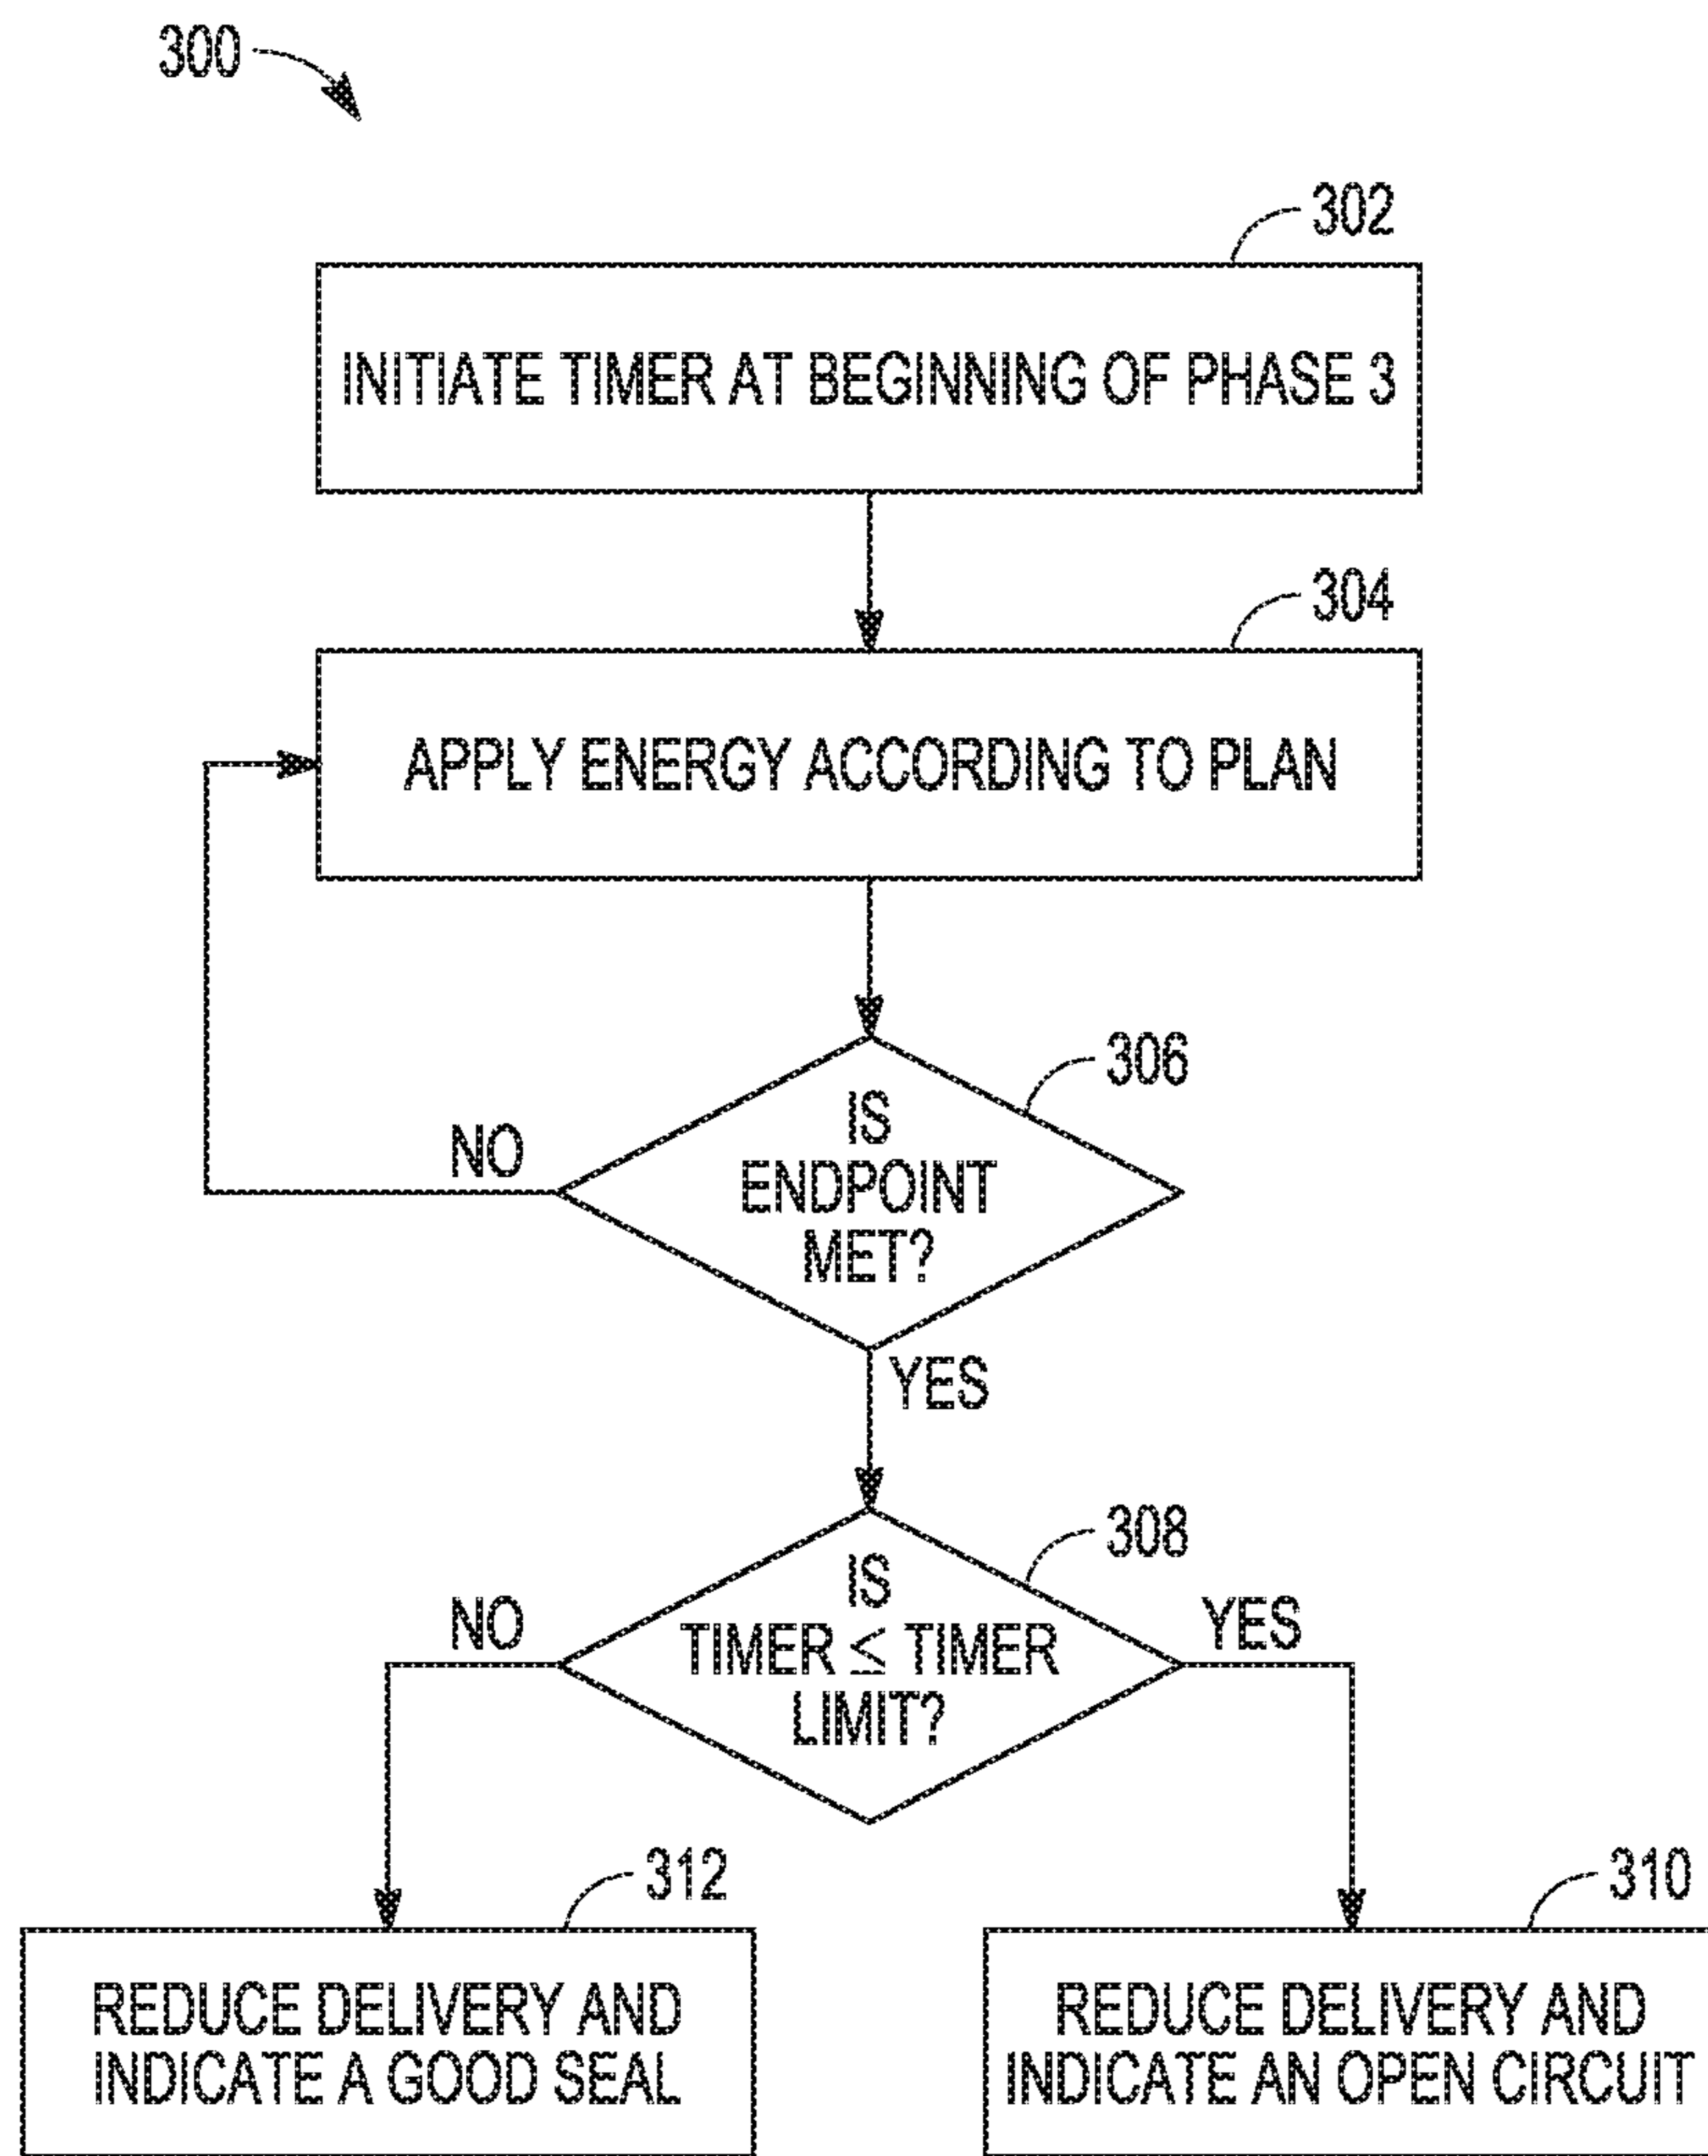 300
302
INITIATE TIMER AT BEGINNING OF PHASE 3
304
APPLY ENERGY ACCORDING TO PLAN
306
IS
ENDPOINT
MET?
NO
YES
308
IS
TIMER ≤ TIMER
LIMIT?
NO
YES
312
REDUCE DELIVERY AND
INDICATE A GOOD SEAL
310
REDUCE DELIVERY AND
INDICATE AN OPEN CIRCUIT